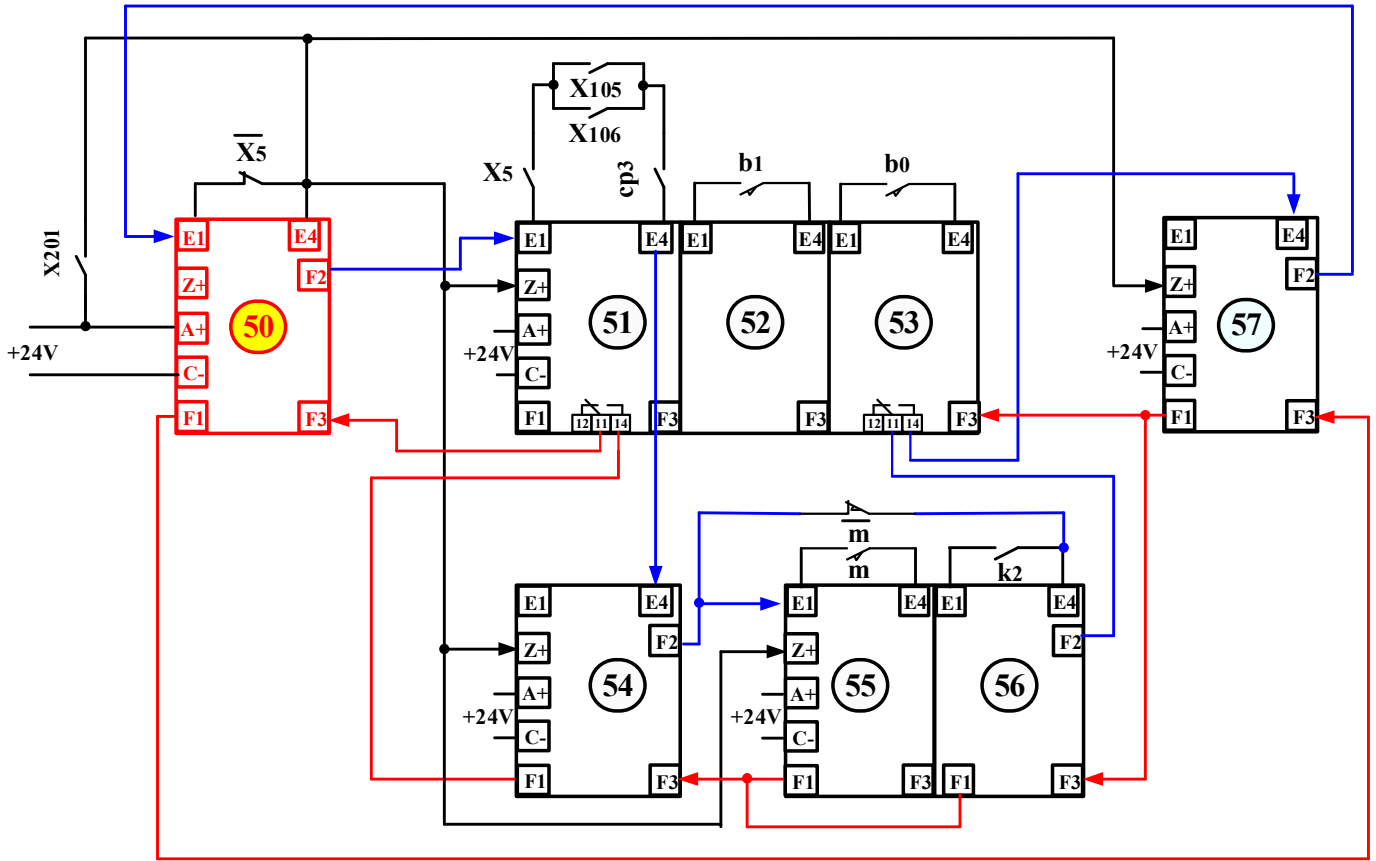 X105
X106
X5
X5
cp3
b1
b0
X201
E1 E4
E1 E4 E1 E4 E1 E4
E1 E4
F2
F2
Z+
Z+
Z+
50
51
52
53
57
A+
A+
A+
+24V
+24V
+24V
C-
C-
C-
F1 F3
F1 12 11 14 F3 F3 12 11 14 F3
F1 F3
m
m
k2
E1 E4
E1 E4 E1 E4
F2
F2
Z+
Z+
54
55
56
A+
A+
+24V
+24V
C-
C-
F1 F3
F1 F3 F1 F3